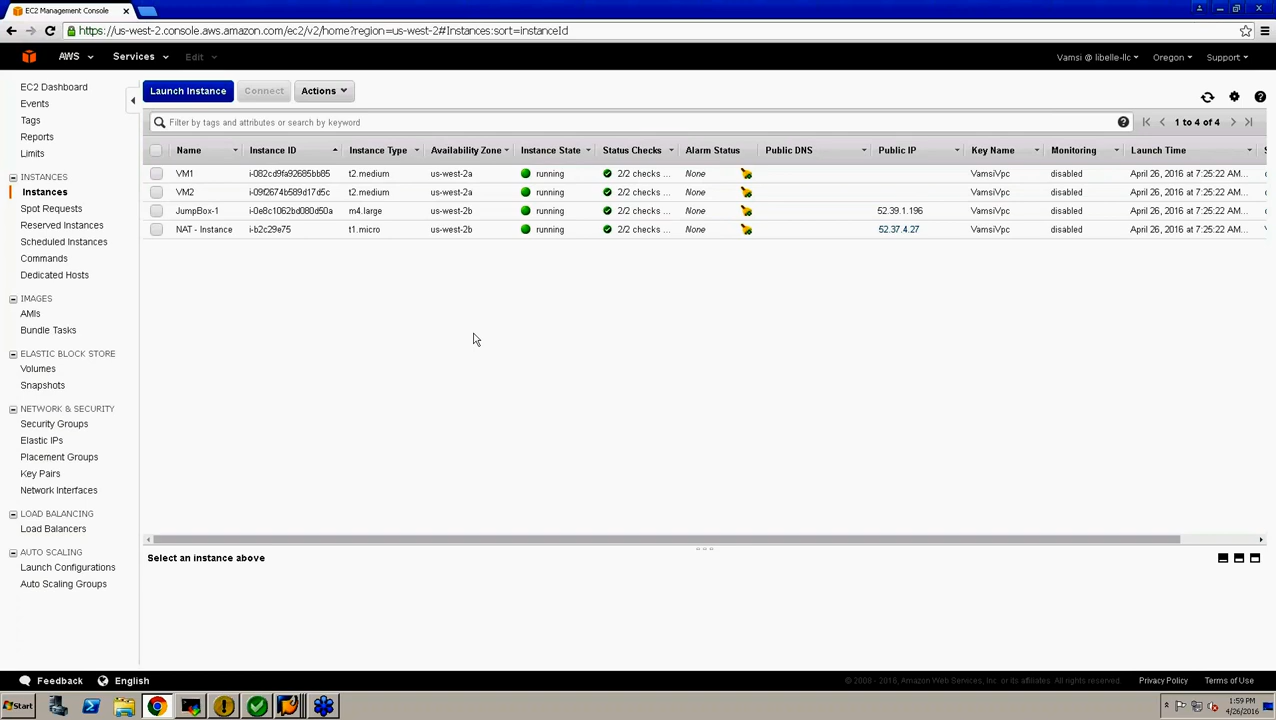 EC2 Management Console
https://us-west-2.console.aws.amazon.com/ec2/v2/home?region=us-west-2#Instances:sort=instanceId
AWS Services Edit Vamsi @ libelle-llc Oregon Support
EC2 Dashboard
Events
Tags
Reports
Limits
INSTANCES
Instances
Spot Requests
Reserved Instances
Scheduled Instances
Commands
Dedicated Hosts
IMAGES
AMIs
Bundle Tasks
ELASTIC BLOCK STORE
Volumes
Snapshots
NETWORK & SECURITY
Security Groups
Elastic IPs
Placement Groups
Key Pairs
Network Interfaces
LOAD BALANCING
Load Balancers
AUTO SCALING
Launch Configurations
Auto Scaling Groups
Launch Instance Connect Actions
Filter by tags and attributes or search by keyword 1 to 4 of 4
Name Instance ID Instance Type Availability Zone Instance State Status Checks Alarm Status Public DNS Public IP Key Name Monitoring Launch Time
VM1 i-082cd9fa92685bb85 t2.medium us-west-2a running 2/2 checks ... None VamsiVpc disabled April 26, 2016 at 7:25:22 AM...
VM2 i-09f2674b589d17d5c t2.medium us-west-2a running 2/2 checks ... None VamsiVpc disabled April 26, 2016 at 7:25:22 AM...
JumpBox-1 i-0e8c1062bd080d50a m4.large us-west-2b running 2/2 checks ... None 52.39.1.196 VamsiVpc disabled April 26, 2016 at 7:25:22 AM...
NAT - Instance i-b2c29e75 t1.micro us-west-2b running 2/2 checks ... None 52.37.4.27 VamsiVpc disabled April 26, 2016 at 7:25:22 AM...
Select an instance above
Feedback English © 2008 - 2016, Amazon Web Services, Inc. or its affiliates. All rights reserved. Privacy Policy Terms of Use
Start 1:59 PM
4/26/2016